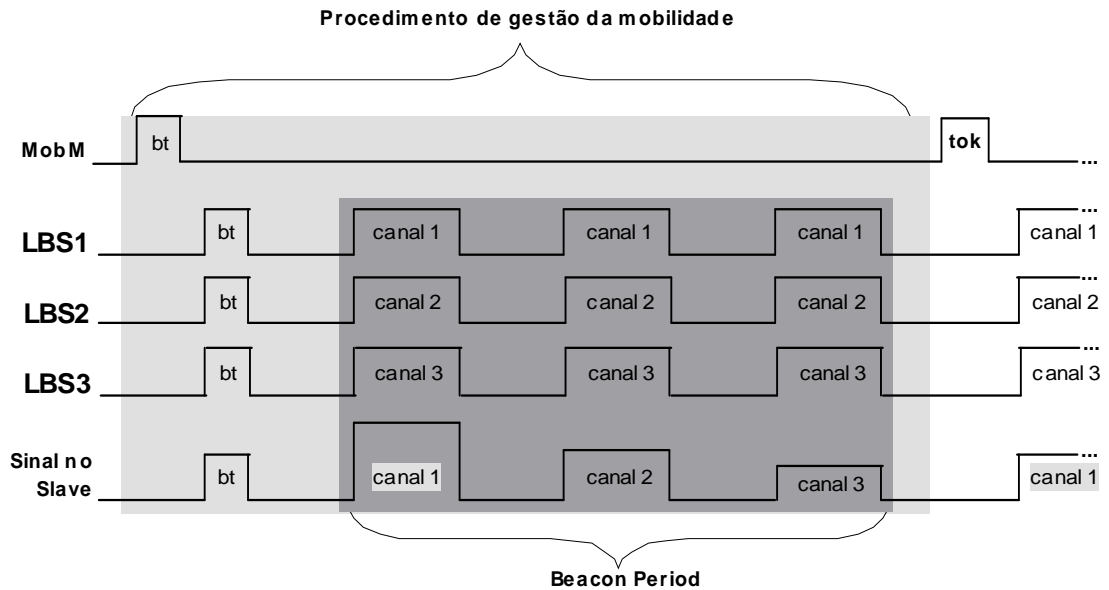 Procedimento de gestão da mobilidade
MobM bt tok ...
LBS1 bt canal 1 canal 1 canal 1 canal 1 ...
LBS2 bt canal 2 canal 2 canal 2 canal 2 ...
LBS3 bt canal 3 canal 3 canal 3 canal 3 ...
Sinal no
Slave bt canal 1 canal 2 canal 3 canal 1 ...
Beacon Period